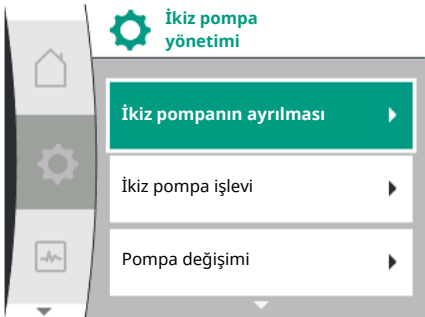 İkiz pompa
yönetimi
İkiz pompanın ayrılması
İkiz pompa işlevi
Pompa değişimi